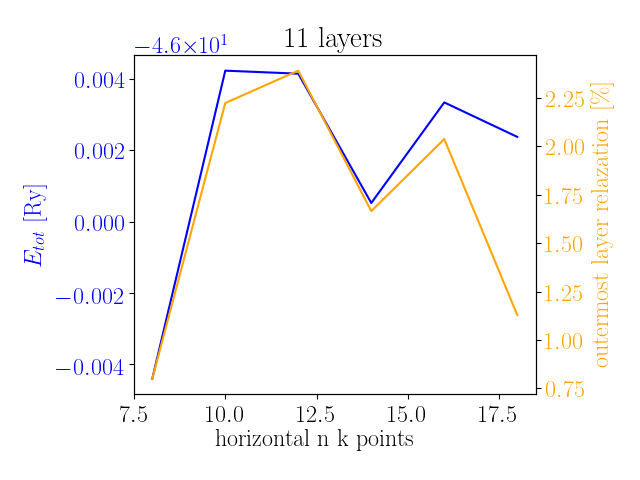 11 layers
−4.6×10¹
0.004
0.002
0.000
−0.002
−0.004
E_tot [Ry]
2.25
2.00
1.75
1.50
1.25
1.00
0.75
outermost layer relazation [%]
7.5 10.0 12.5 15.0 17.5
horizontal n k points